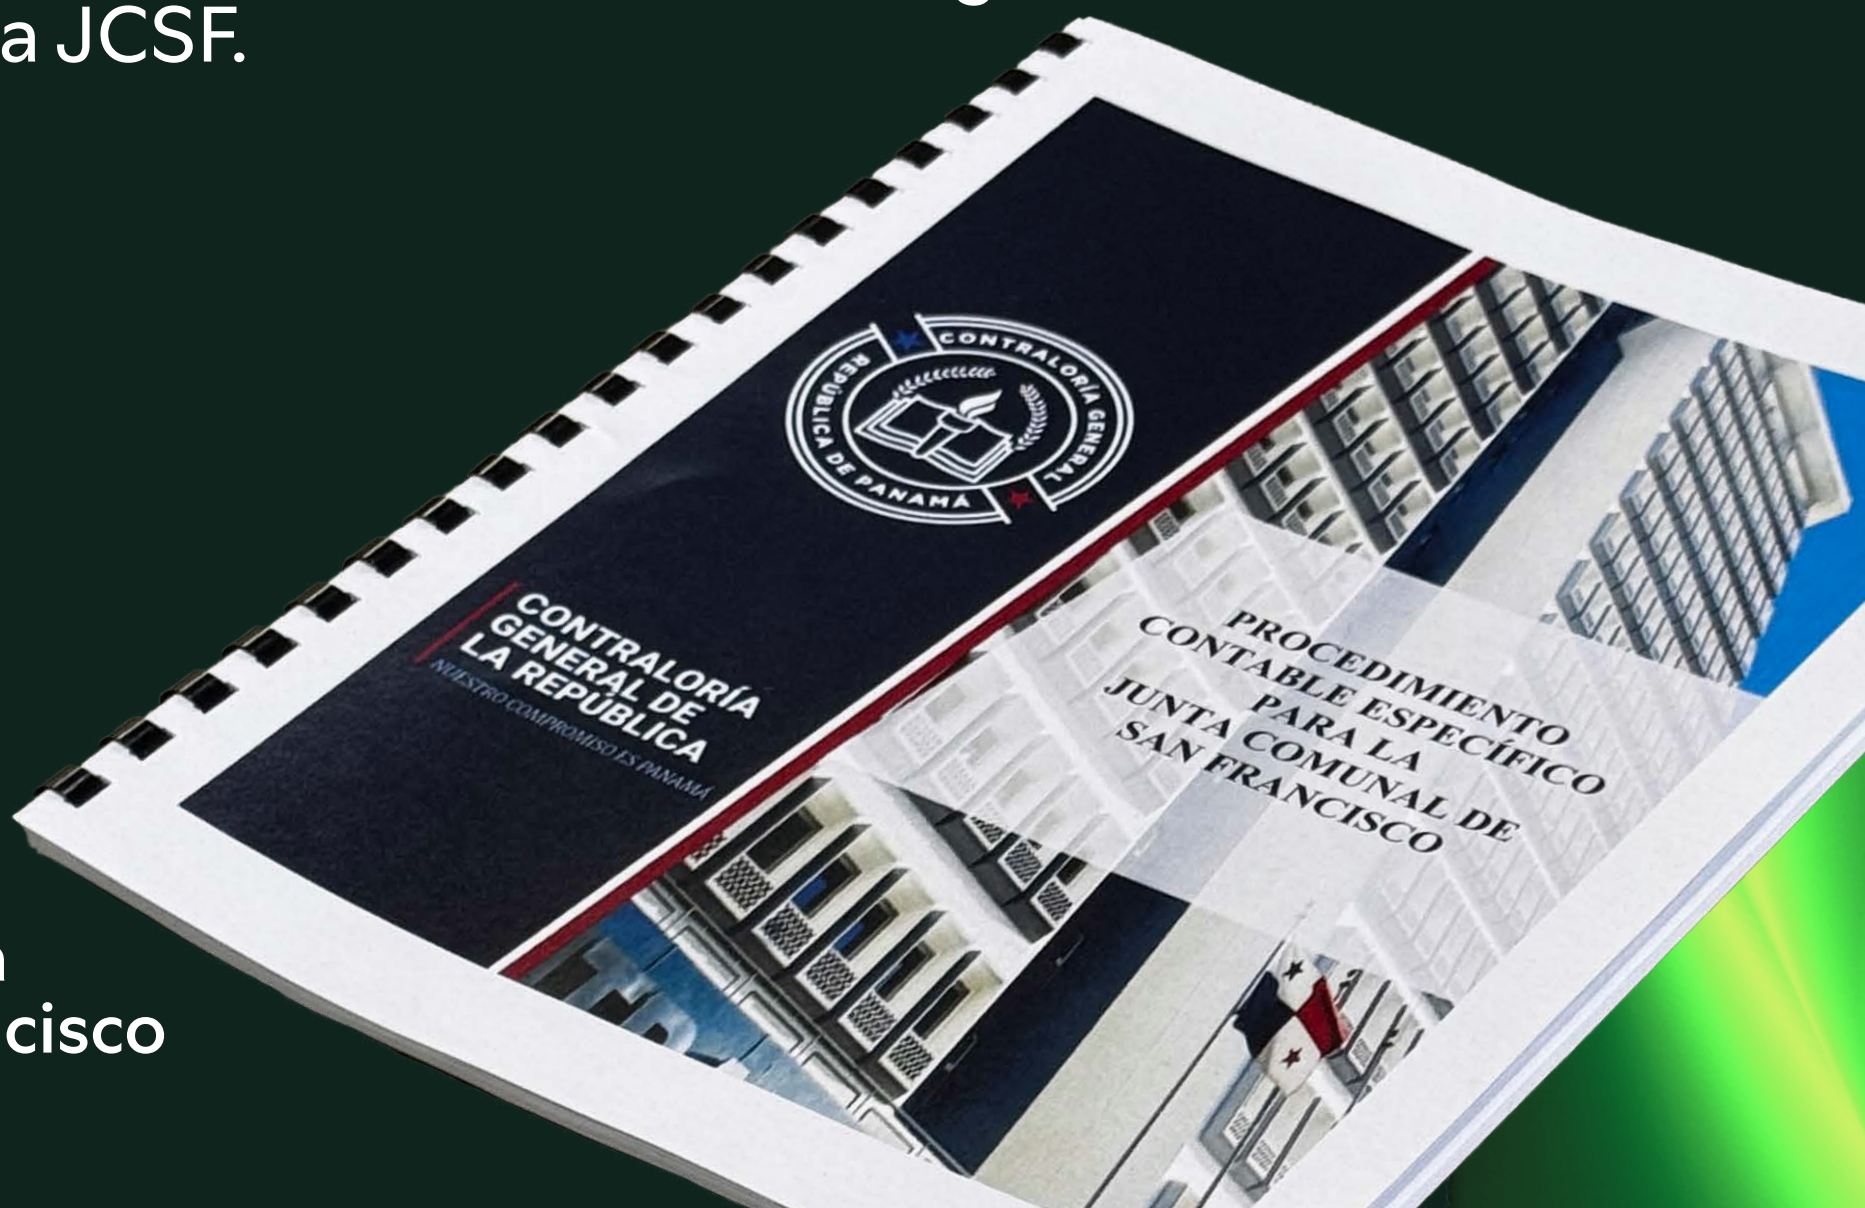 a JCSF.
CONTRALORÍA GENERAL
REPÚBLICA DE PANAMÁ
CONTRALORÍA
GENERAL DE
LA REPÚBLICA
NUESTRO COMPROMISO ES PANAMÁ
PROCEDIMIENTO
CONTABLE ESPECÍFICO
PARA LA
JUNTA COMUNAL DE
SAN FRANCISCO
cisco